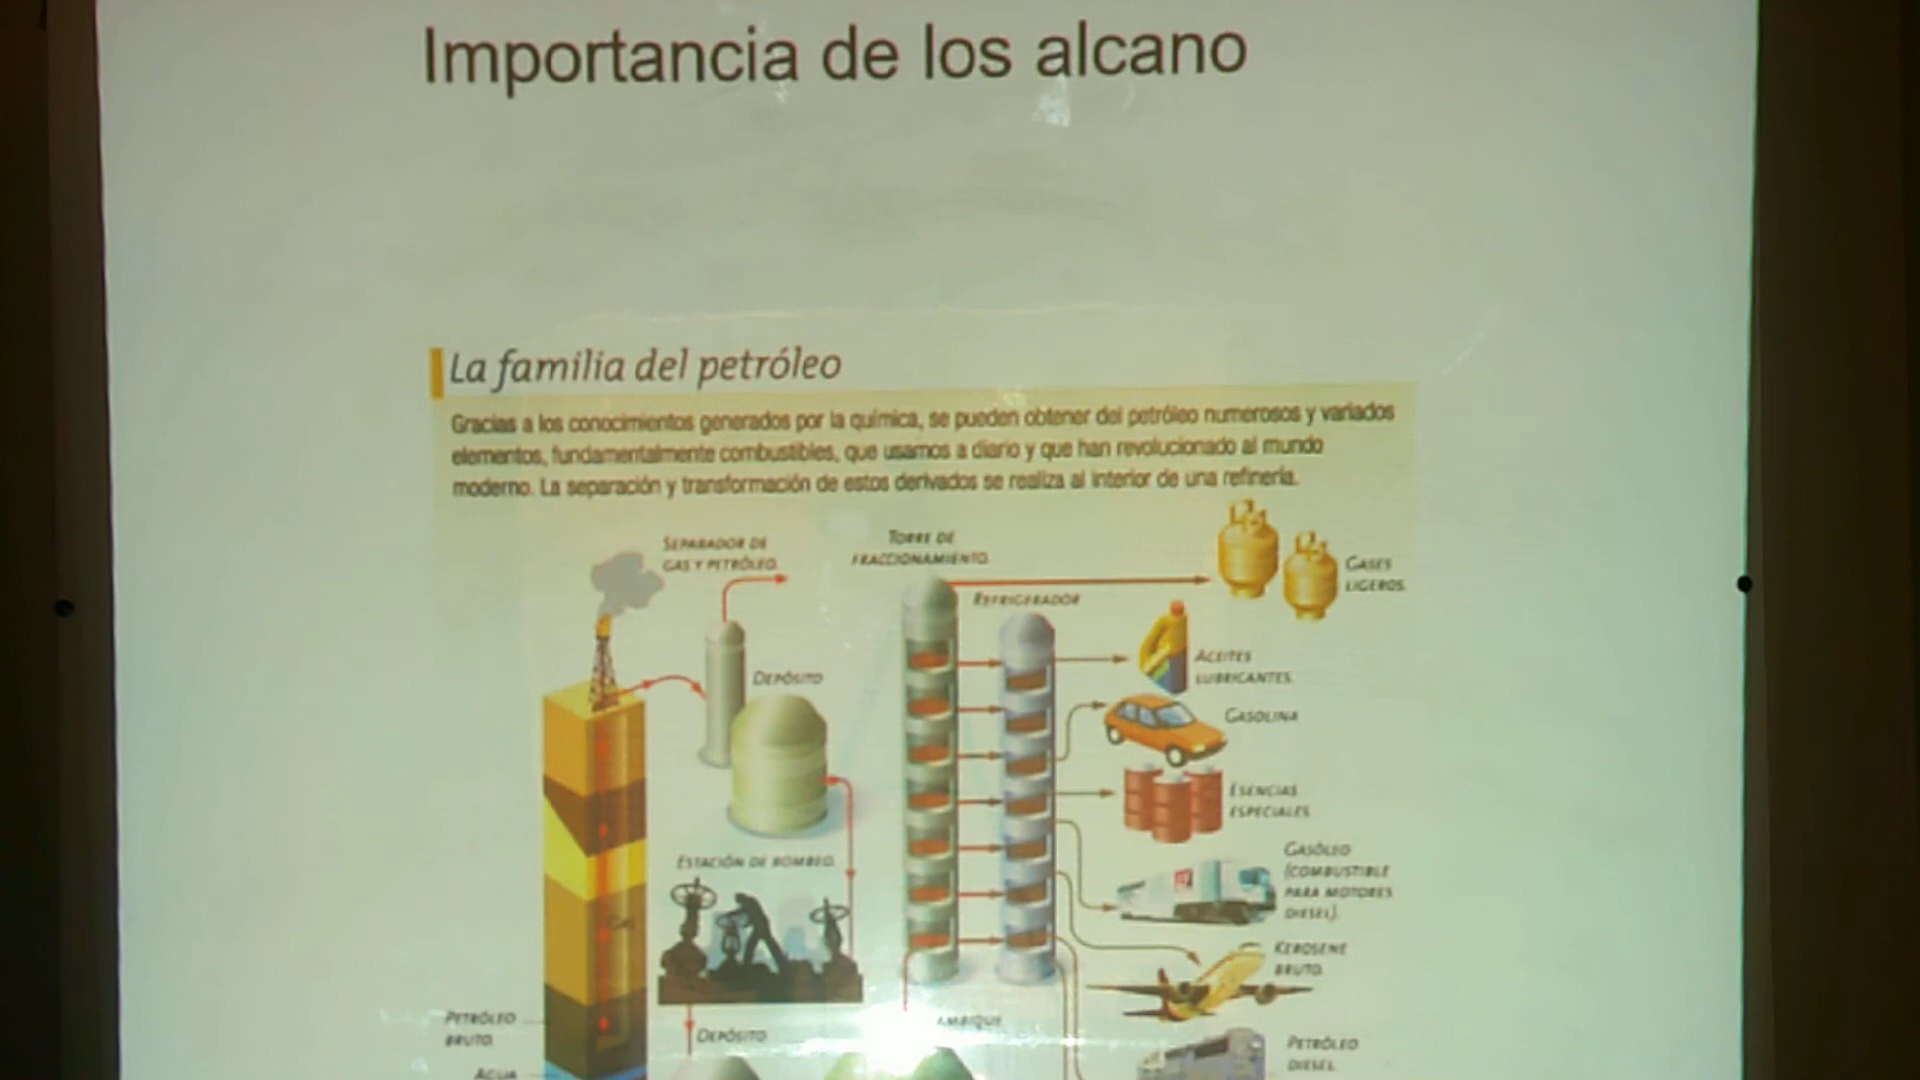 Importancia de los alcano
La familia del petróleo
Gracias a los conocimientos generados por la química, se pueden obtener del petróleo numerosos y variados
elementos, fundamentalmente combustibles, que usamos a diario y que han revolucionado al mundo
moderno. La separación y transformación de estos derivados se realiza al interior de una refinería.
SEPARADOR DE
GAS Y PETRÓLEO.
TORRE DE
FRACCIONAMIENTO.
REFRIGERADOR
GASES
LIGEROS.
ACEITES
LUBRICANTES.
DEPÓSITO
GASOLINA
ESENCIAS
ESPECIALES.
ESTACIÓN DE BOMBEO.
GASÓLEO
(COMBUSTIBLE
PARA MOTORES
DIESEL).
KEROSENE
BRUTO.
PETRÓLEO
BRUTO.
DEPÓSITO
AMBIQUE
PETRÓLEO
DIESEL.
AGUA